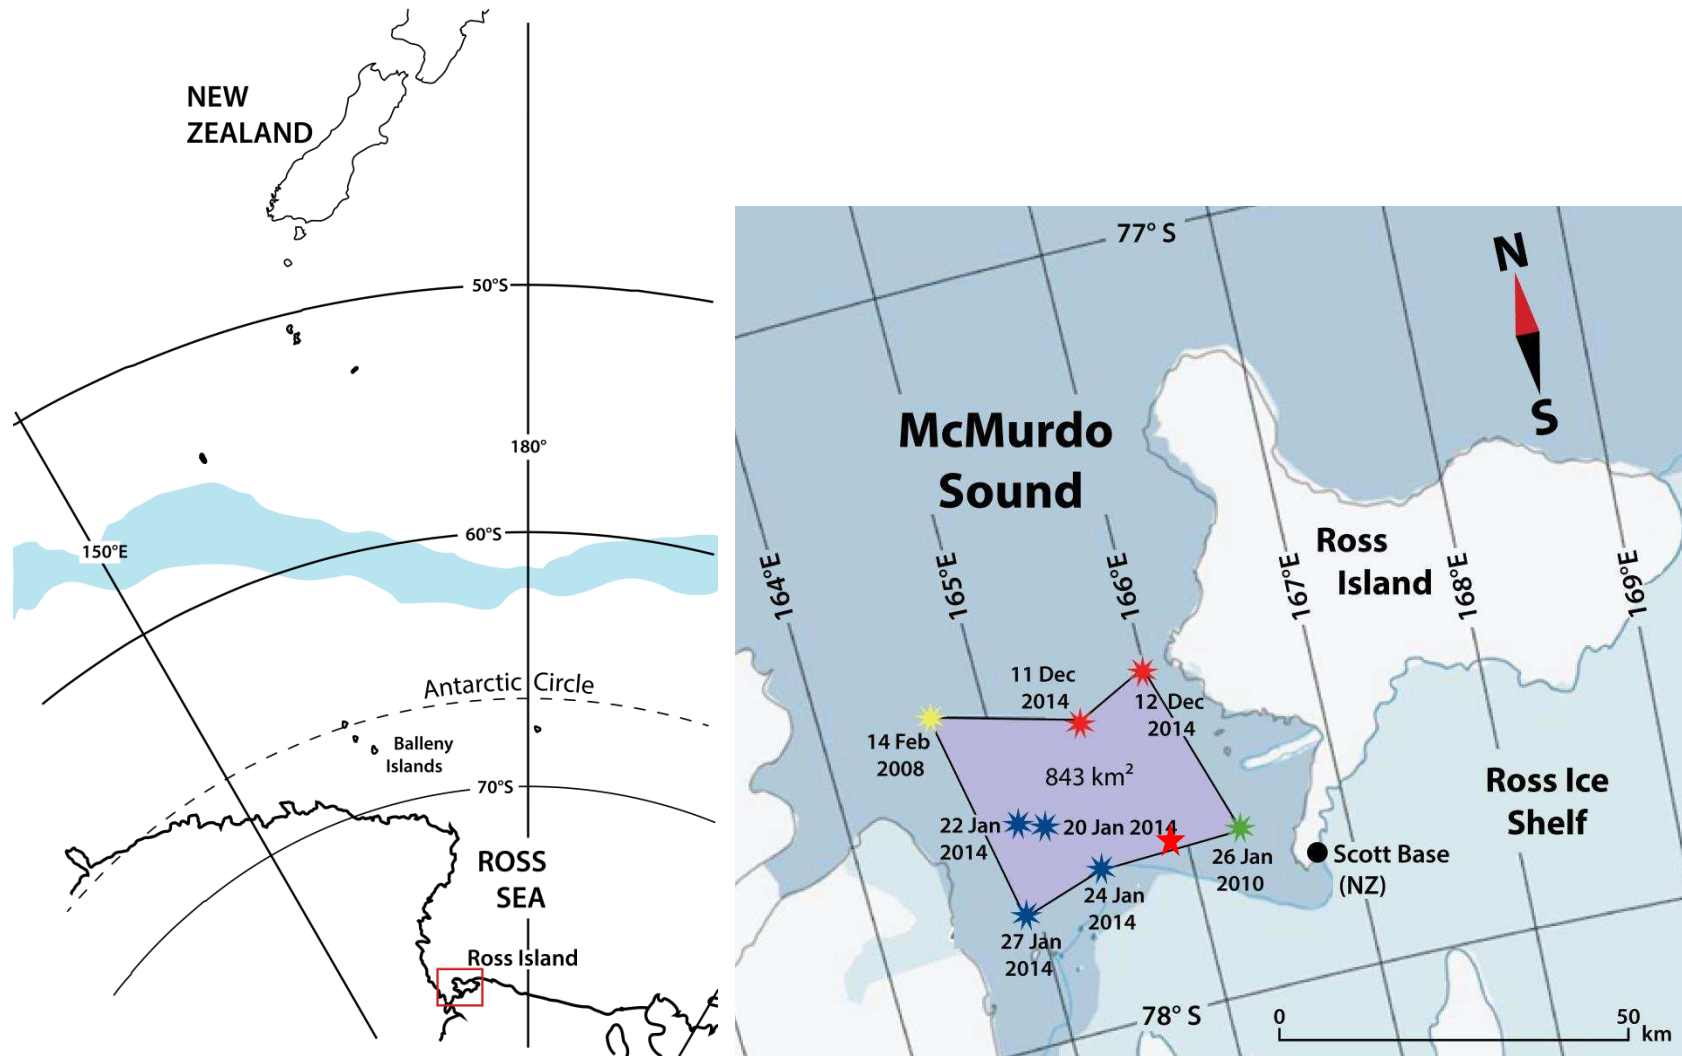 NEW
ZEALAND
50°S
180°
60°S
150°E
Antarctic Circle
Balleny
Islands
70°S
ROSS
SEA
Ross Island
77° S
N
S
McMurdo
Sound
Ross
Island
164°E
165°E
166°E
167°E
168°E
169°E
11 Dec
2014
12 Dec
2014
14 Feb
2008
843 km²
22 Jan
2014
20 Jan 2014
26 Jan
2010
24 Jan
2014
27 Jan
2014
Scott Base
(NZ)
Ross Ice
Shelf
78° S
0
50
km